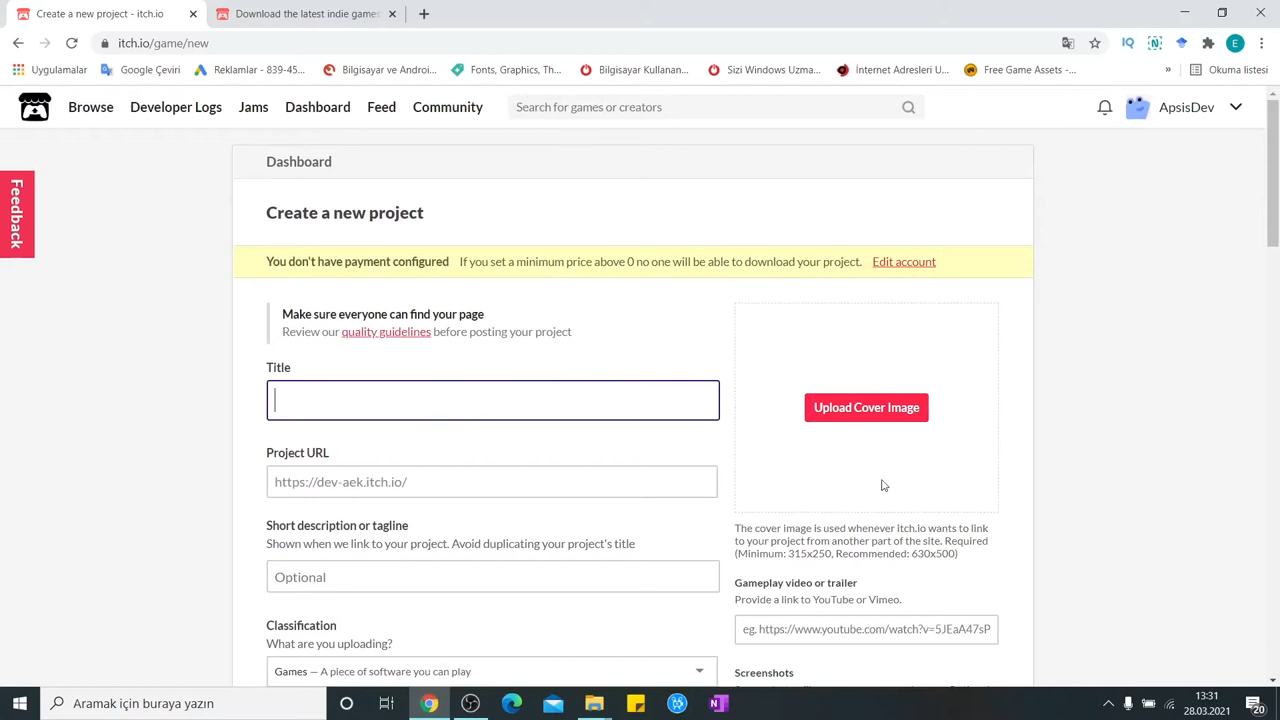 Create a new project - itch.io
Download the latest indie games
itch.io/game/new
Uygulamalar
Google Çeviri
Reklamlar - 839-45...
Bilgisayar ve Androi...
Fonts, Graphics, Th...
Bilgisayar Kullanan...
Sizi Windows Uzma...
İnternet Adresleri U...
Free Game Assets -...
»
Okuma listesi
Browse
Developer Logs
Jams
Dashboard
Feed
Community
Search for games or creators
ApsisDev
Feedback
Dashboard
Create a new project
You don't have payment configured If you set a minimum price above 0 no one will be able to download your project. Edit account
Make sure everyone can find your page
Review our quality guidelines before posting your project
Title
Project URL
https://dev-aek.itch.io/
Short description or tagline
Shown when we link to your project. Avoid duplicating your project's title
Optional
Classification
What are you uploading?
Games — A piece of software you can play
Upload Cover Image
The cover image is used whenever itch.io wants to link
to your project from another part of the site. Required
(Minimum: 315x250, Recommended: 630x500)
Gameplay video or trailer
Provide a link to YouTube or Vimeo.
eg. https://www.youtube.com/watch?v=5JEaA47sP
Screenshots
Aramak için buraya yazın
13:31
28.03.2021
20